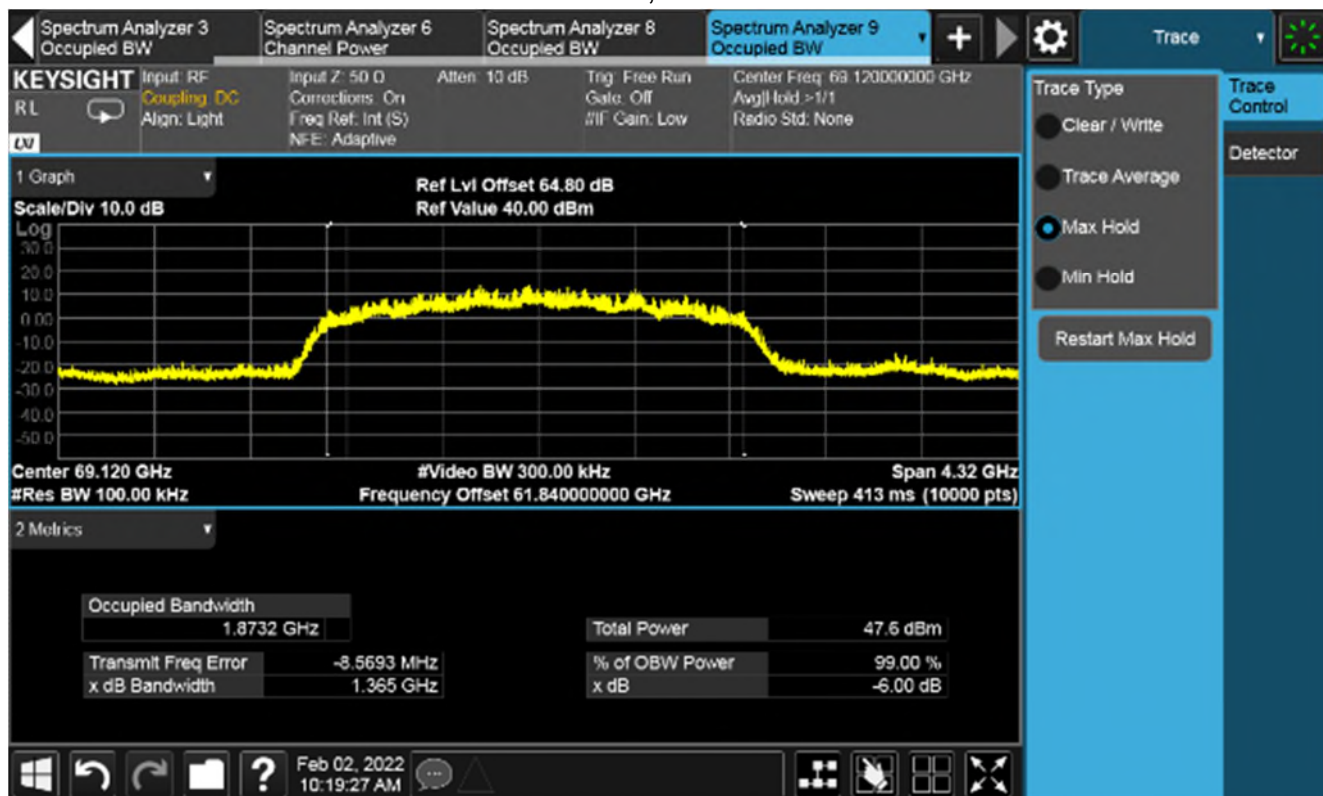 Spectrum Analyzer 3
Occupied BW
Spectrum Analyzer 6
Channel Power
Spectrum Analyzer 8
Occupied BW
Spectrum Analyzer 9
Occupied BW
Trace
KEYSIGHT
RL
LXI
Input: RF
Coupling: DC
Align: Light
Input Z: 50 Ω
Corrections: On
Freq Ref: Int (S)
NFE: Adaptive
Atten: 10 dB
Trig: Free Run
Gate: Off
#IF Gain: Low
Center Freq: 69.120000000 GHz
Avg|Hold:>1/1
Radio Std: None
Trace Type
Clear / Write
Trace Average
Max Hold
Min Hold
Restart Max Hold
Trace
Control
Detector
1 Graph
Scale/Div 10.0 dB
Ref Lvl Offset 64.80 dB
Ref Value 40.00 dBm
Log
30.0
20.0
10.0
0.00
-10.0
-20.0
-30.0
-40.0
-50.0
Center 69.120 GHz
#Video BW 300.00 kHz
Span 4.32 GHz
#Res BW 100.00 kHz
Frequency Offset 61.840000000 GHz
Sweep 413 ms (10000 pts)
2 Metrics
Occupied Bandwidth
1.8732 GHz
Total Power 47.6 dBm
Transmit Freq Error -8.5693 MHz
% of OBW Power 99.00 %
x dB Bandwidth 1.365 GHz
x dB -6.00 dB
?
Feb 02, 2022
10:19:27 AM